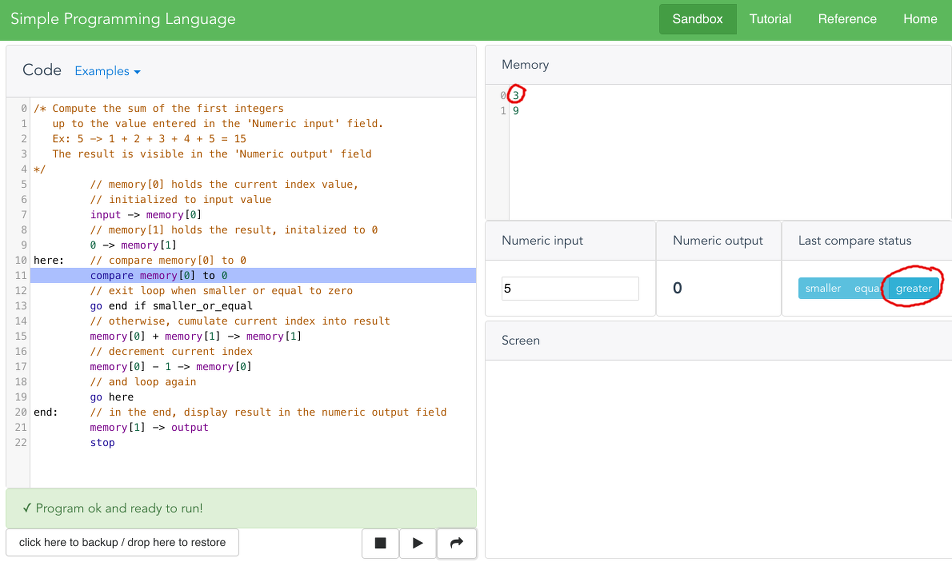 Simple Programming Language
Sandbox Tutorial Reference Home
Code Examples
0 /* Compute the sum of the first integers
1 up to the value entered in the 'Numeric input' field.
2 Ex: 5 -> 1 + 2 + 3 + 4 + 5 = 15
3 The result is visible in the 'Numeric output' field
4 */
5 // memory[0] holds the current index value,
6 // initialized to input value
7 input -> memory[0]
8 // memory[1] holds the result, initalized to 0
9 0 -> memory[1]
10 here: // compare memory[0] to 0
11 compare memory[0] to 0
12 // exit loop when smaller or equal to zero
13 go end if smaller_or_equal
14 // otherwise, cumulate current index into result
15 memory[0] + memory[1] -> memory[1]
16 // decrement current index
17 memory[0] - 1 -> memory[0]
18 // and loop again
19 go here
20 end: // in the end, display result in the numeric output field
21 memory[1] -> output
22 stop
✓ Program ok and ready to run!
click here to backup / drop here to restore
Memory
0 3
1 9
Numeric input
5
Numeric output
0
Last compare status
smaller equa greater
Screen